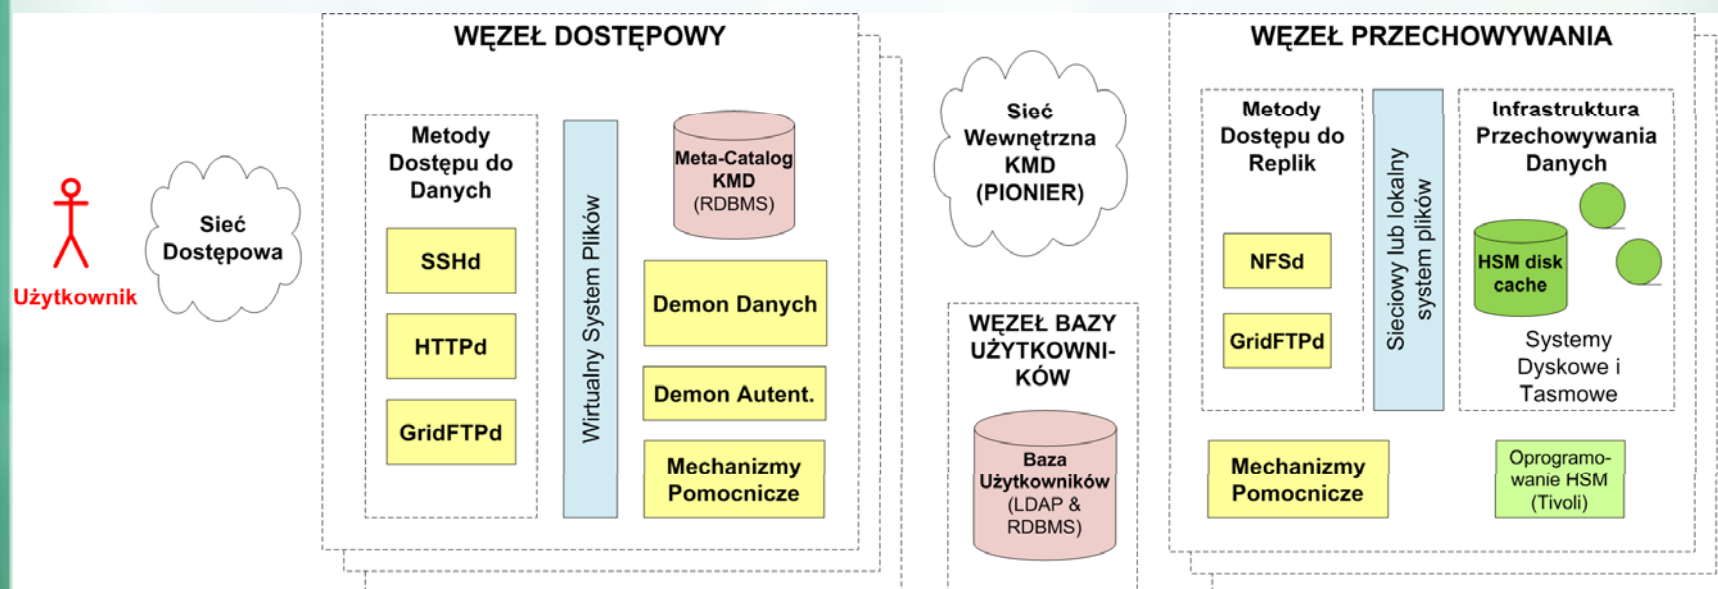 Użytkownik
Sieć
Dostępowa
WĘZEŁ DOSTĘPOWY
Metody
Dostępu do
Danych
SSHd
HTTPd
GridFTPd
Wirtualny System Plików
Meta-Catalog
KMD
(RDBMS)
Demon Danych
Demon Autent.
Mechanizmy
Pomocnicze
Sieć
Wewnętrzna
KMD
(PIONIER)
WĘZEŁ BAZY
UŻYTKOWNI-
KÓW
Baza
Użytkowników
(LDAP &
RDBMS)
WĘZEŁ PRZECHOWYWANIA
Metody
Dostępu do
Replik
NFSd
GridFTPd
Sieciowy lub lokalny
system plików
Infrastruktura
Przechowywania
Danych
HSM disk
cache
Systemy
Dyskowe i
Tasmowe
Mechanizmy
Pomocnicze
Oprogramo-
wanie HSM
(Tivoli)